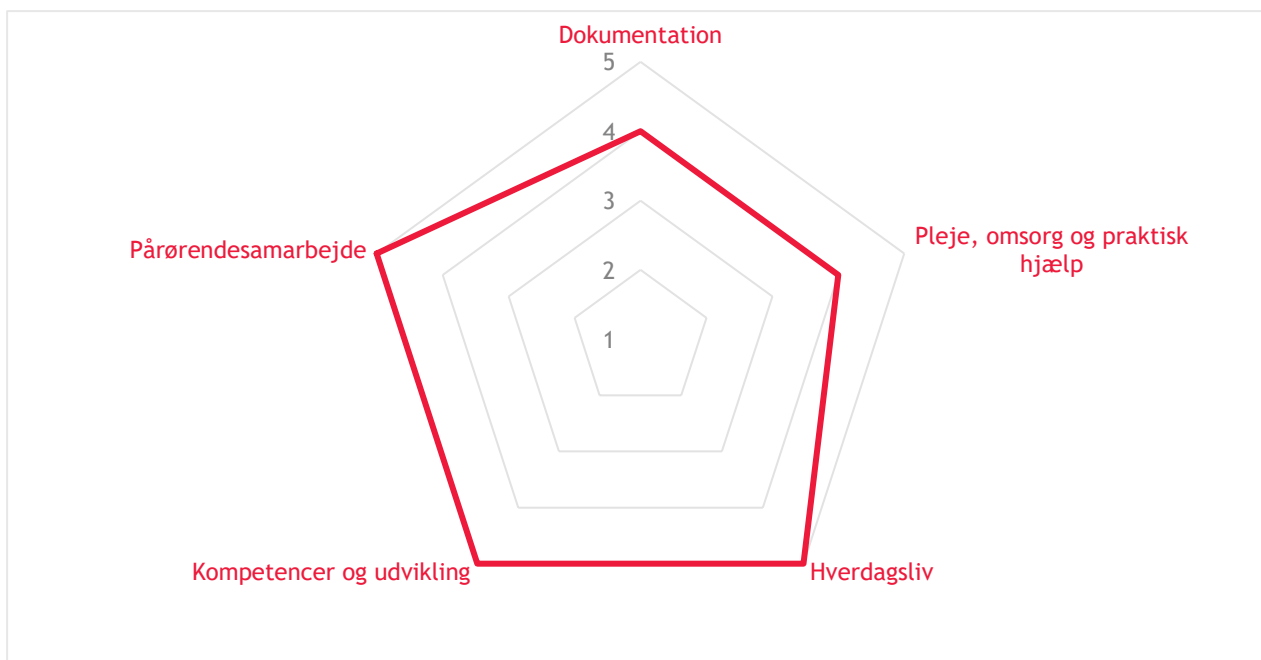 Dokumentation
5
4
3
2
1
Pleje, omsorg og praktisk
hjælp
Pårørendesamarbejde
Kompetencer og udvikling
Hverdagsliv